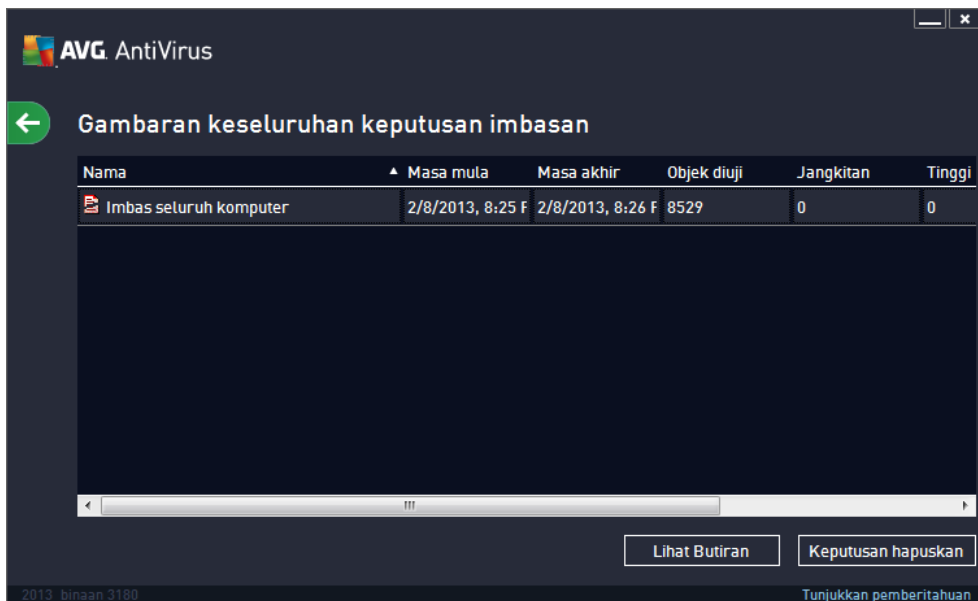 AVG AntiVirus
Gambaran keseluruhan keputusan imbasan
Nama Masa mula Masa akhir Objek diuji Jangkitan Tinggi
Imbas seluruh komputer 2/8/2013, 8:25 2/8/2013, 8:26 8529 0 0
Lihat Butiran Keputusan hapuskan
2013 binaan 3180 Tunjukkan pemberitahuan